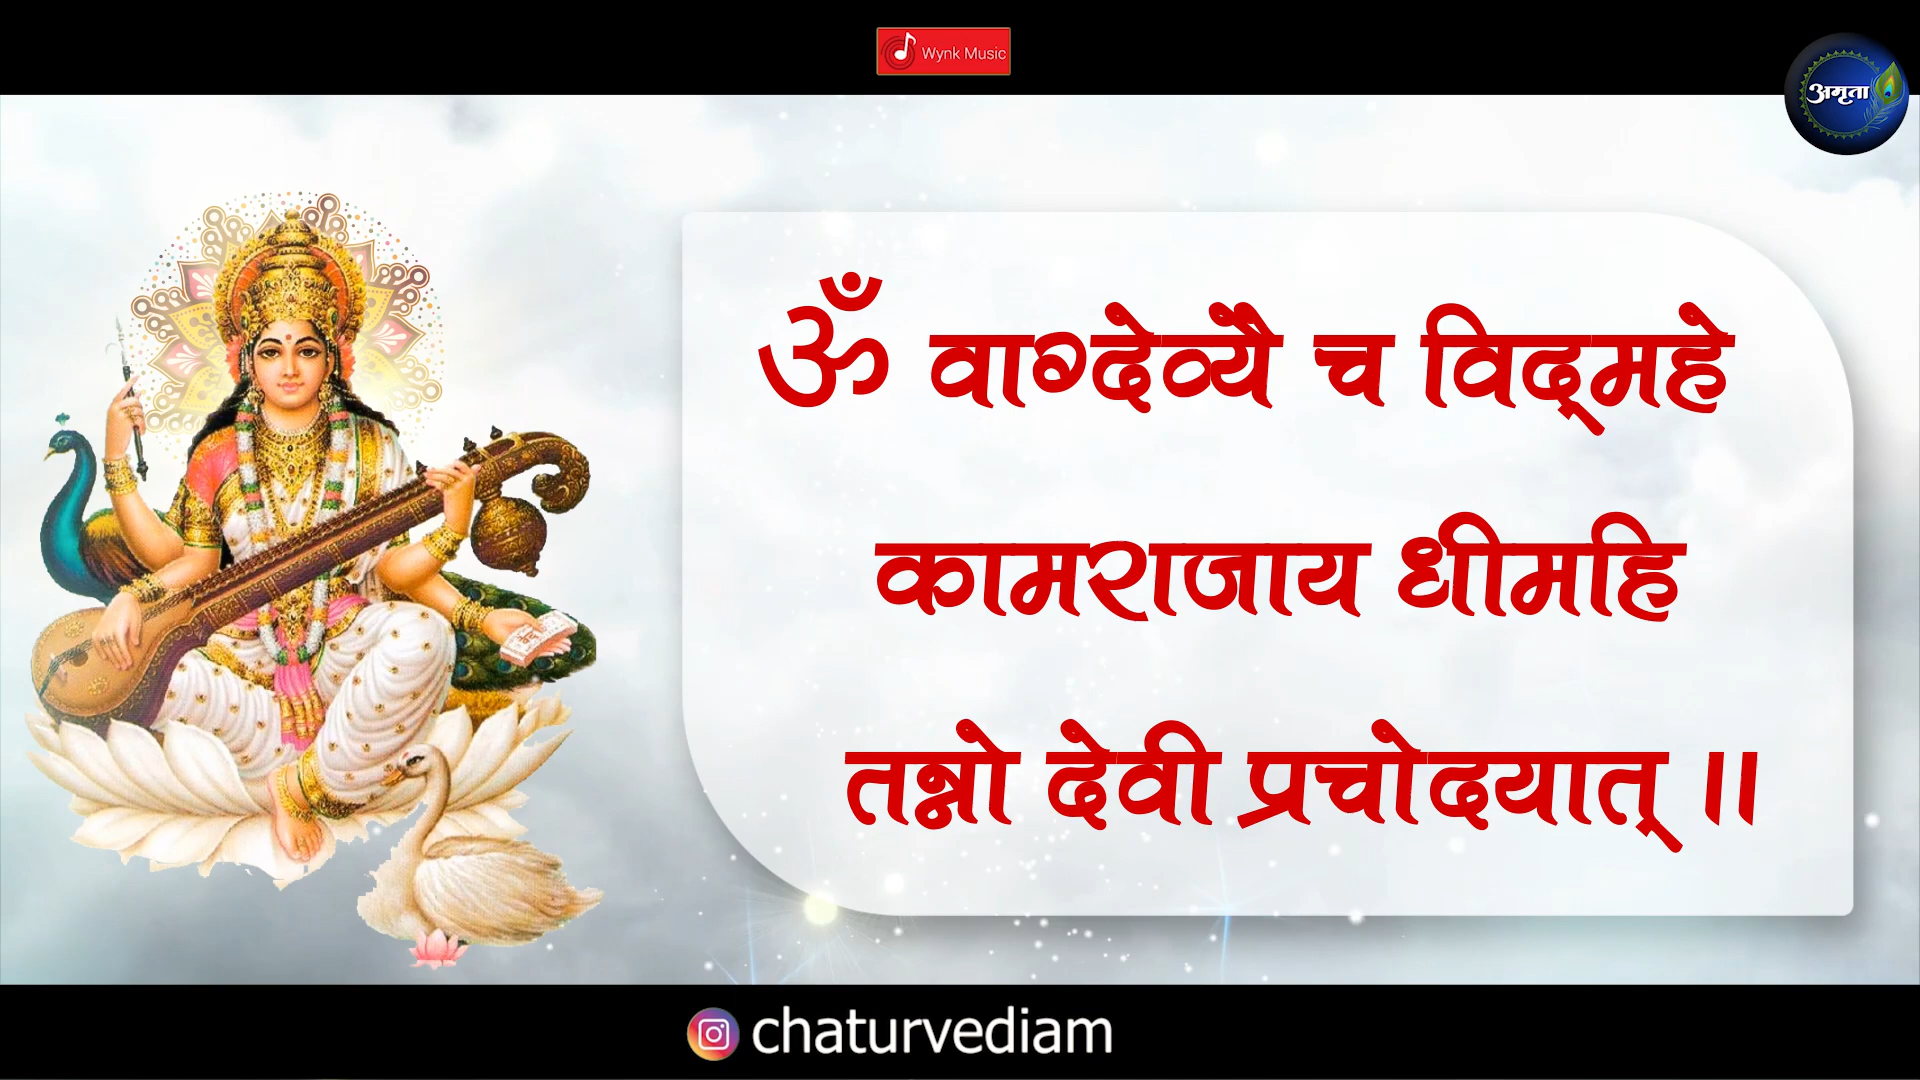 Wynk Music
अमृता
ॐ वाग्देव्यै च विद्महे
कामराजाय धीमहि
तन्नो देवी प्रचोदयात् ॥
chaturvediam